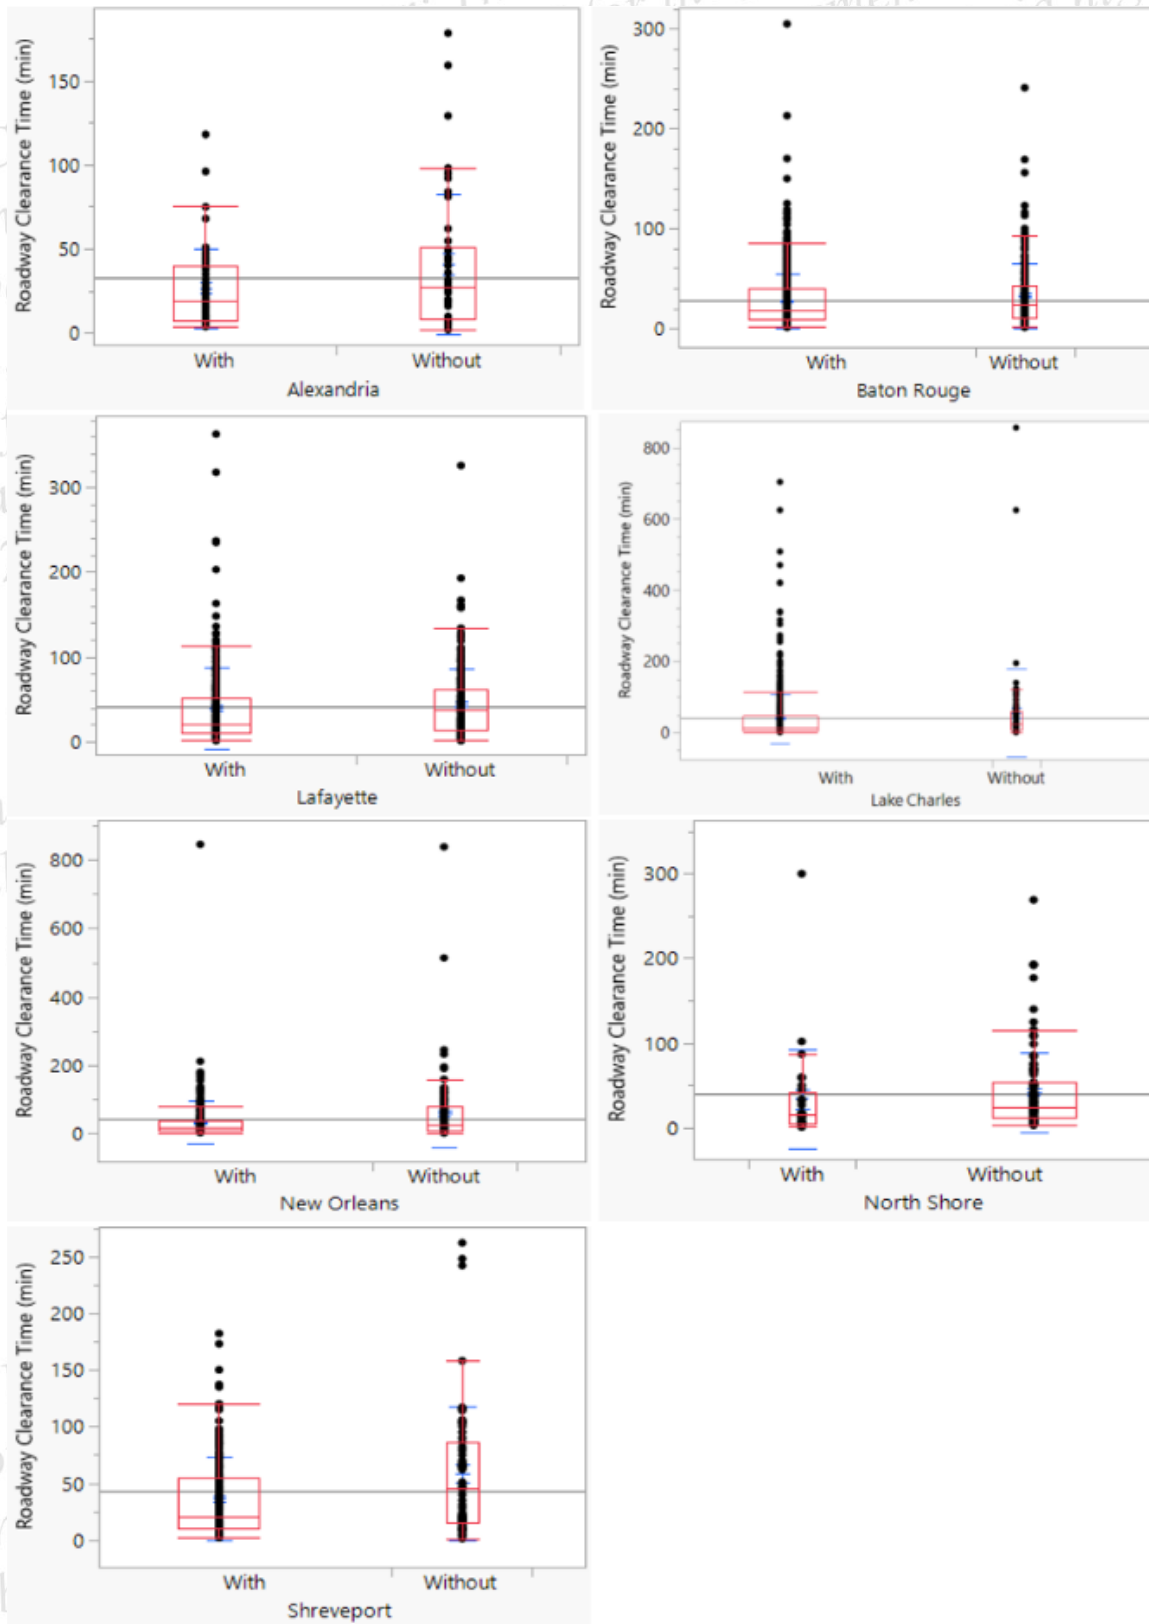 Roadway Clearance Time (min)
150
100
50
0
With Without
Alexandria
Roadway Clearance Time (min)
300
200
100
0
With Without
Baton Rouge
Roadway Clearance Time (min)
300
200
100
0
With Without
Lafayette
Roadway Clearance Time (min)
800
600
400
200
0
With Without
Lake Charles
Roadway Clearance Time (min)
800
600
400
200
0
With Without
New Orleans
Roadway Clearance Time (min)
300
200
100
0
With Without
North Shore
Roadway Clearance Time (min)
250
200
150
100
50
0
With Without
Shreveport